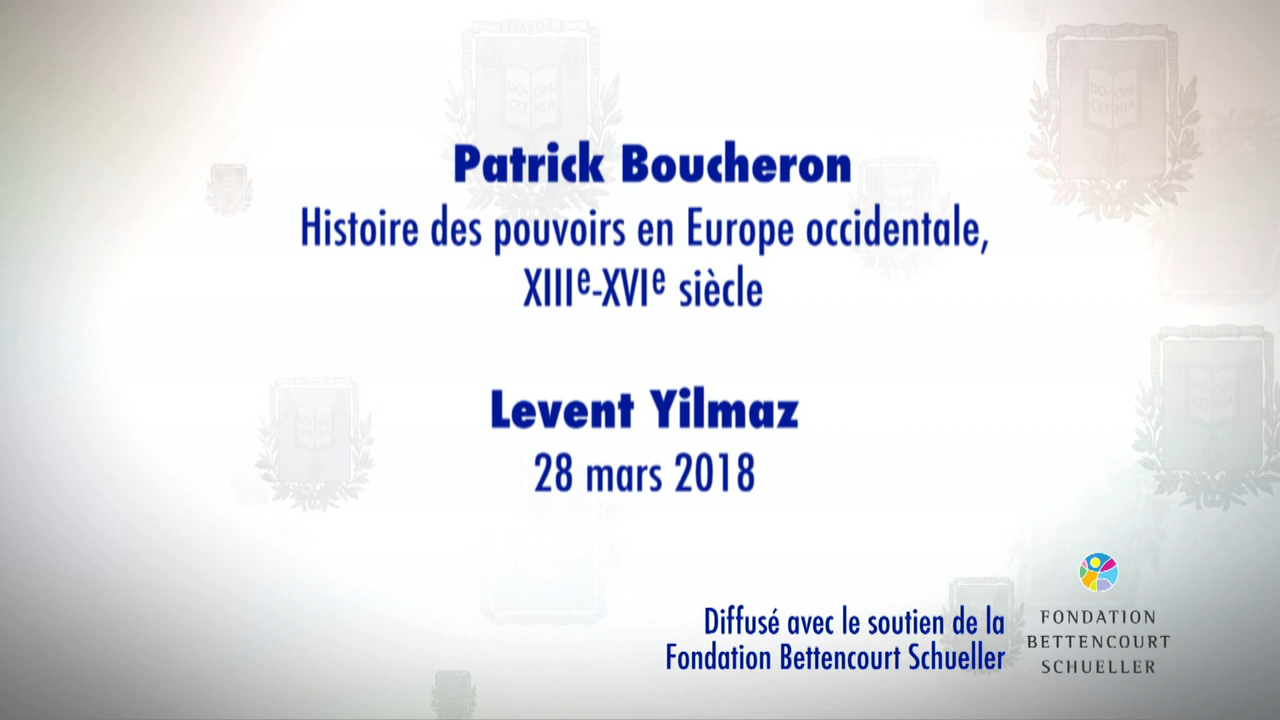 Patrick Boucheron
Histoire des pouvoirs en Europe occidentale,
XIIIe-XVIe siècle
Levent Yilmaz
28 mars 2018
Diffusé avec le soutien de la
Fondation Bettencourt Schueller
FONDATION
BETTENCOURT
SCHUELLER